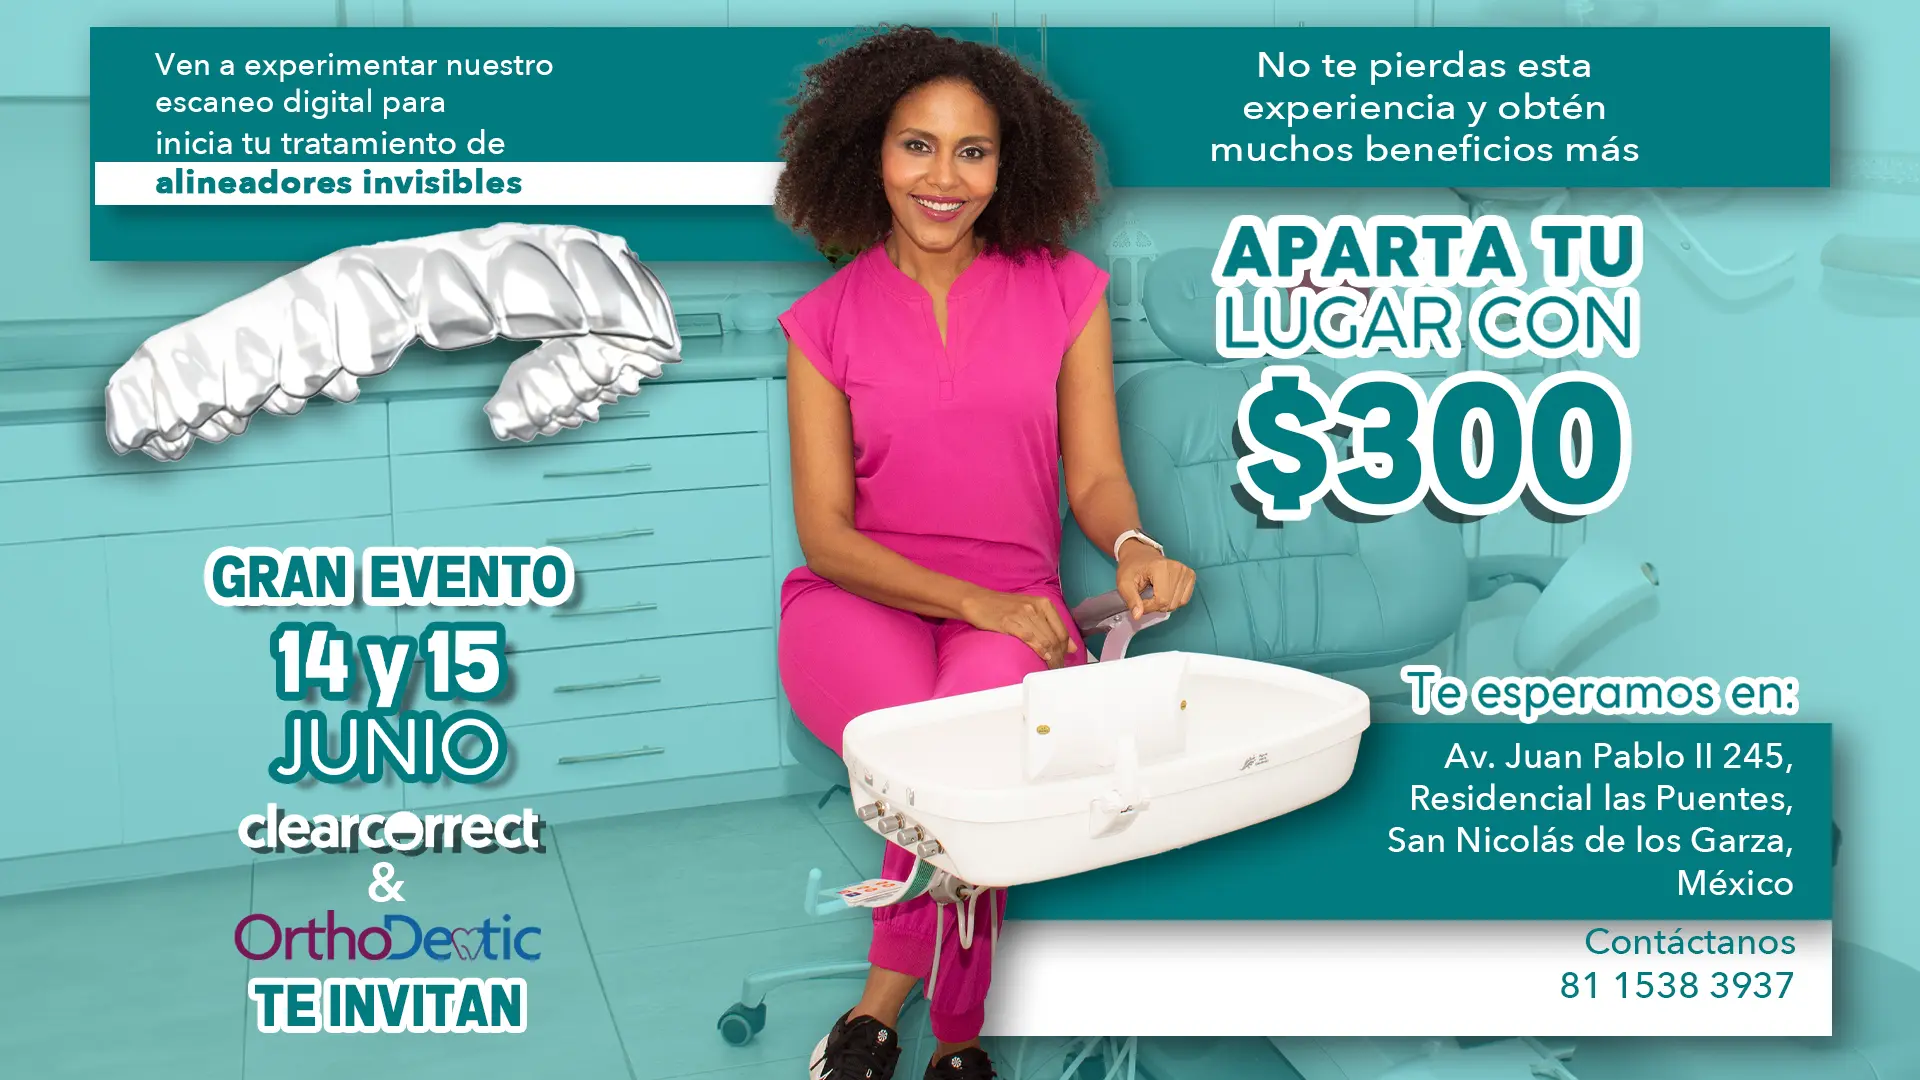 Ven a experimentar nuestro
escaneo digital para
inicia tu tratamiento de
alineadores invisibles
No te pierdas esta
experiencia y obtén
muchos beneficios más
APARTA TU
LUGAR CON
$300
GRAN EVENTO
14 y 15
JUNIO
clearcorrect
&
OrthoDentic
TE INVITAN
Te esperamos en:
Av. Juan Pablo II 245,
Residencial las Puentes,
San Nicolás de los Garza,
México
Contáctanos
81 1538 3937